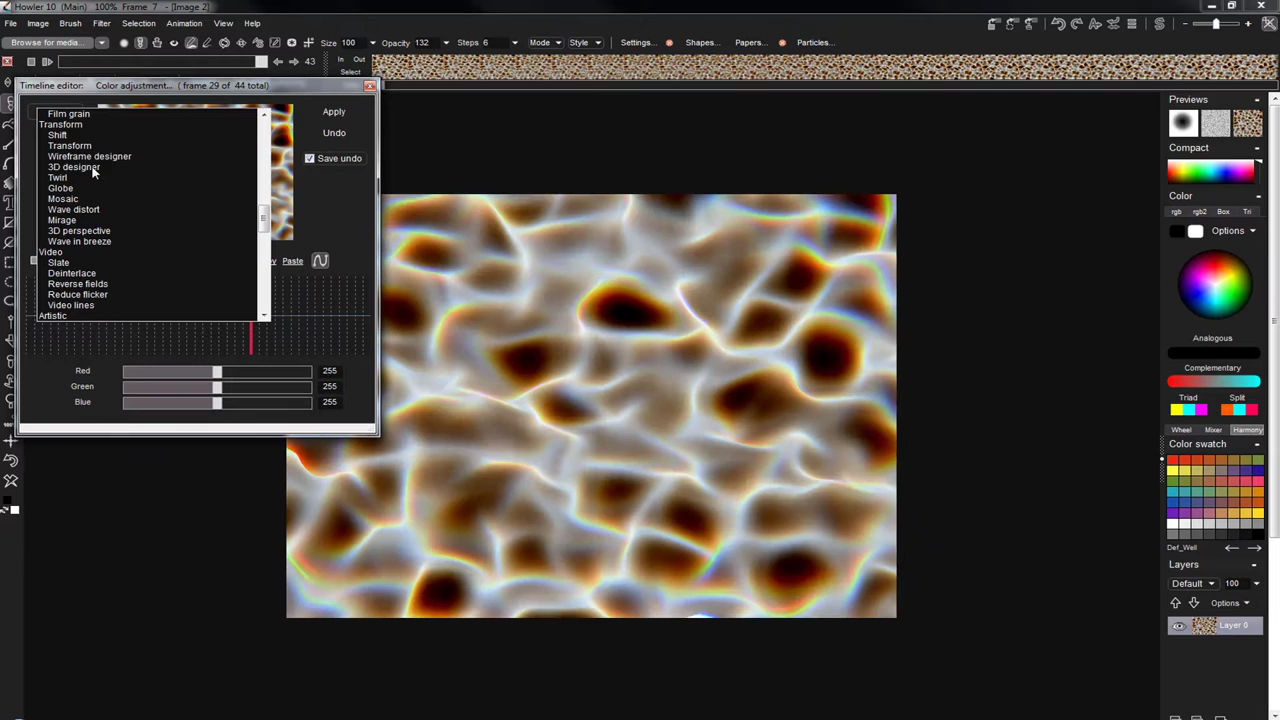 Howler 10 (Main) 100% Frame 7 - [Image 2]
File Image Brush Filter Selection Animation View Help
Browse for media... Size 100 Opacity 132 Steps 6 Mode Style Settings... Shapes... Papers... Particles...
43 In Out Select
Timeline editor: Color adjustment... ( frame 29 of 44 total)
Film grain
Transform
Shift
Transform
Wireframe designer
3D designer
Twirl
Globe
Mosaic
Wave distort
Mirage
3D perspective
Wave in breeze
Video
Slate
Deinterlace
Reverse fields
Reduce flicker
Video lines
Artistic
Apply
Undo
Save undo
Paste
Red 255
Green 255
Blue 255
Previews
Compact
Color
rgb rgb2 Box Tri
Options
Analogous
Complementary
Triad Split
Wheel Mixer Harmony
Color swatch
Def_Well
Layers
Default 100
Options
Layer 0